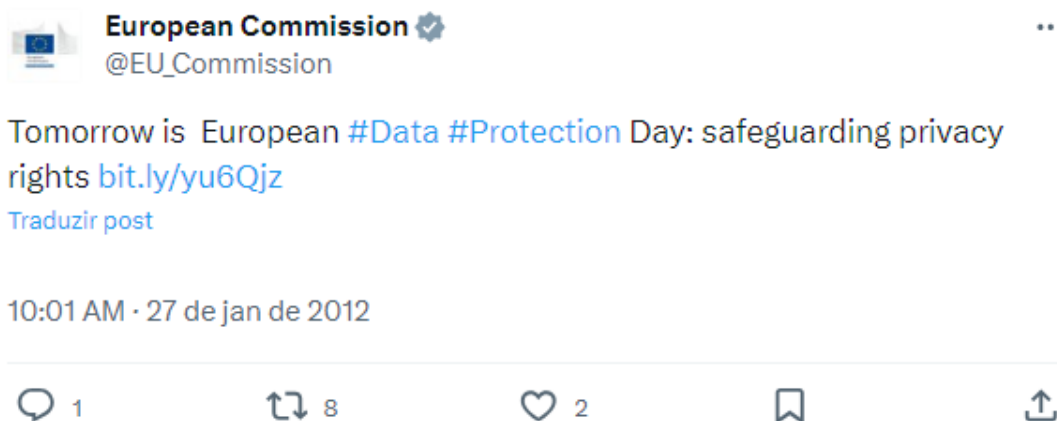 European Commission
@EU_Commission
Tomorrow is European #Data #Protection Day: safeguarding privacy
rights bit.ly/yu6Qjz
Traduzir post
10:01 AM · 27 de jan de 2012
1 8 2